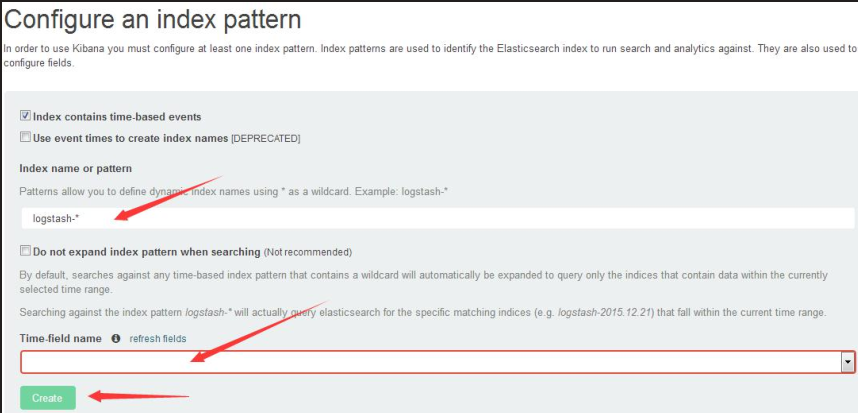 Configure an index pattern
In order to use Kibana you must configure at least one index pattern. Index patterns are used to identify the Elasticsearch index to run search and analytics against. They are also used to
configure fields.
Index contains time-based events
Use event times to create index names [DEPRECATED]
Index name or pattern
Patterns allow you to define dynamic index names using * as a wildcard. Example: logstash-*
logstash-*
Do not expand index pattern when searching (Not recommended)
By default, searches against any time-based index pattern that contains a wildcard will automatically be expanded to query only the indices that contain data within the currently
selected time range.
Searching against the index pattern logstash-* will actually query elasticsearch for the specific matching indices (e.g. logstash-2015.12.21) that fall within the current time range.
Time-field name refresh fields
Create